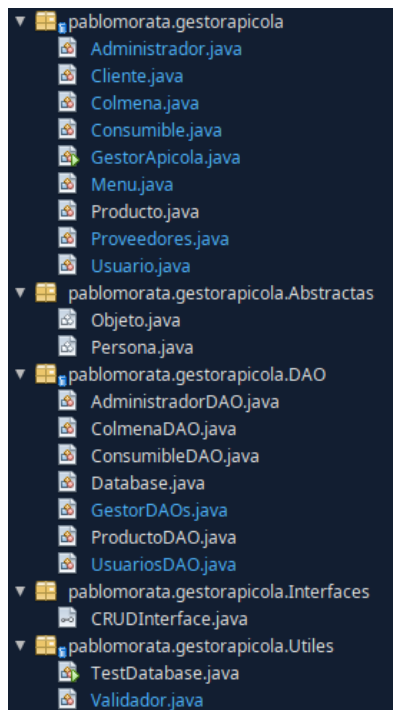 pablomorata.gestorapicola
Administrador.java
Cliente.java
Colmena.java
Consumible.java
GestorApicola.java
Menu.java
Producto.java
Proveedores.java
Usuario.java
pablomorata.gestorapicola.Abstractas
Objeto.java
Persona.java
pablomorata.gestorapicola.DAO
AdministradorDAO.java
ColmenaDAO.java
ConsumibleDAO.java
Database.java
GestorDAOs.java
ProductoDAO.java
UsuariosDAO.java
pablomorata.gestorapicola.Interfaces
CRUDInterface.java
pablomorata.gestorapicola.Utiles
TestDatabase.java
Validador.java